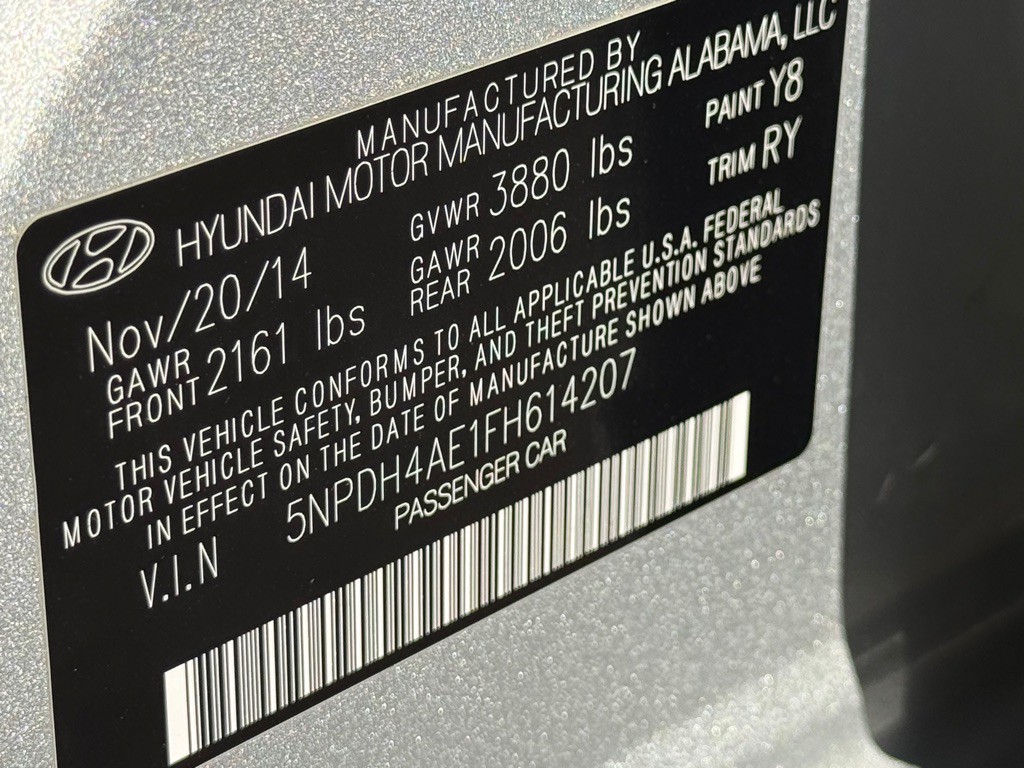 MANUFACTURED BY
HYUNDAI MOTOR MANUFACTURING ALABAMA, LLC
Nov/20/14 GVWR 3880 lbs PAINT Y8
GAWR FRONT 2161 lbs GAWR REAR 2006 lbs TRIM RY
THIS VEHICLE CONFORMS TO ALL APPLICABLE U.S.A. FEDERAL
MOTOR VEHICLE SAFETY, BUMPER, AND THEFT PREVENTION STANDARDS
IN EFFECT ON THE DATE OF MANUFACTURE SHOWN ABOVE
V.I.N 5NPDH4AE1FH614207
PASSENGER CAR